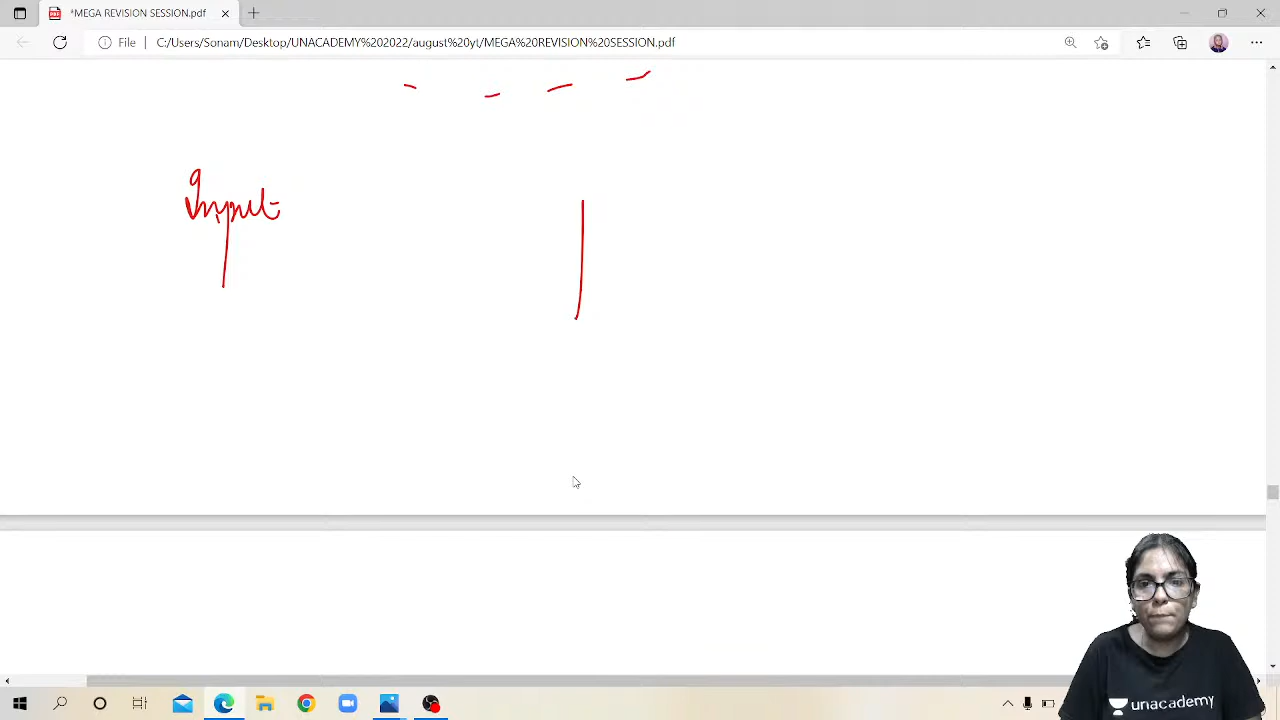 *MEGA REVISION SESSION.pdf
File | C:/Users/Sonam/Desktop/UNACADEMY%202022/august%20yt/MEGA%20REVISION%20SESSION.pdf
Input
unacademy